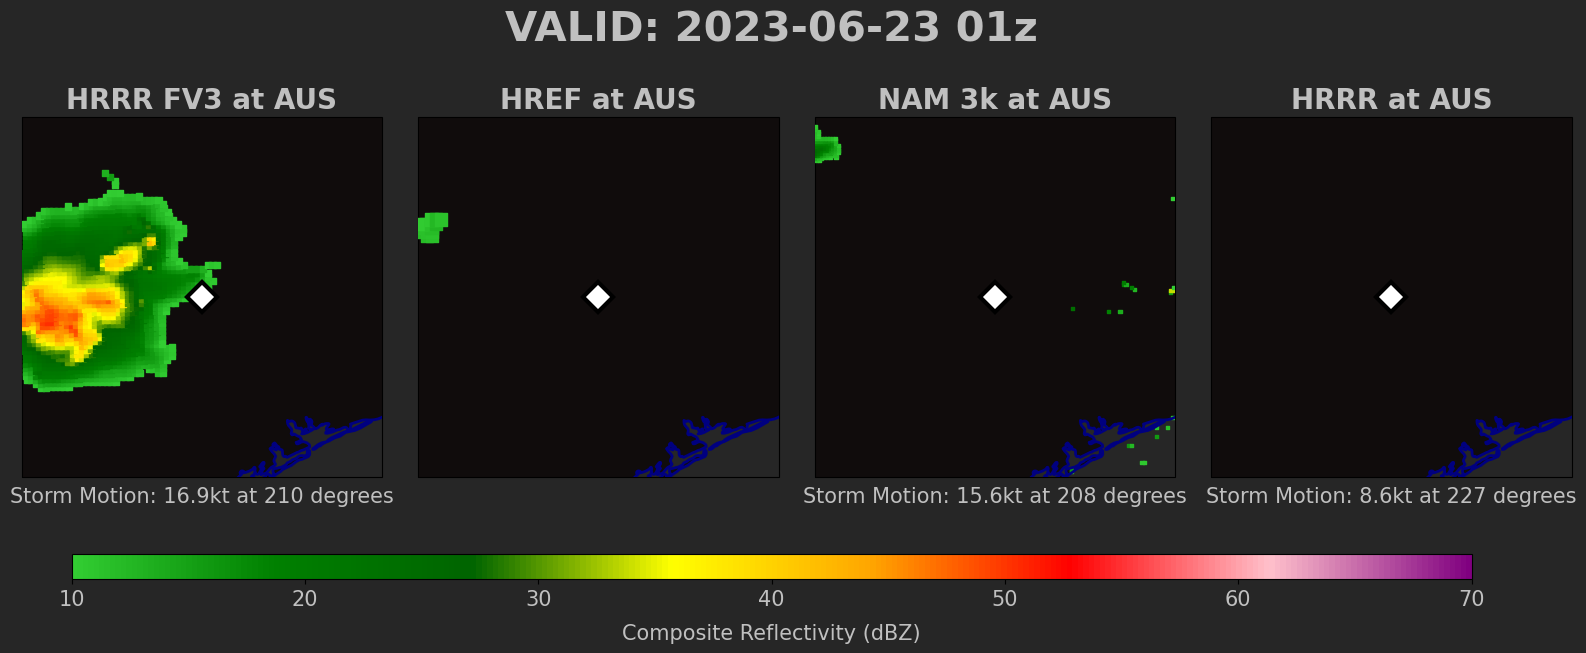 VALID: 2023-06-23 01z
HRRR FV3 at AUS
HREF at AUS
NAM 3k at AUS
HRRR at AUS
Storm Motion: 16.9kt at 210 degrees
Storm Motion: 15.6kt at 208 degrees
Storm Motion: 8.6kt at 227 degrees
10 20 30 40 50 60 70
Composite Reflectivity (dBZ)